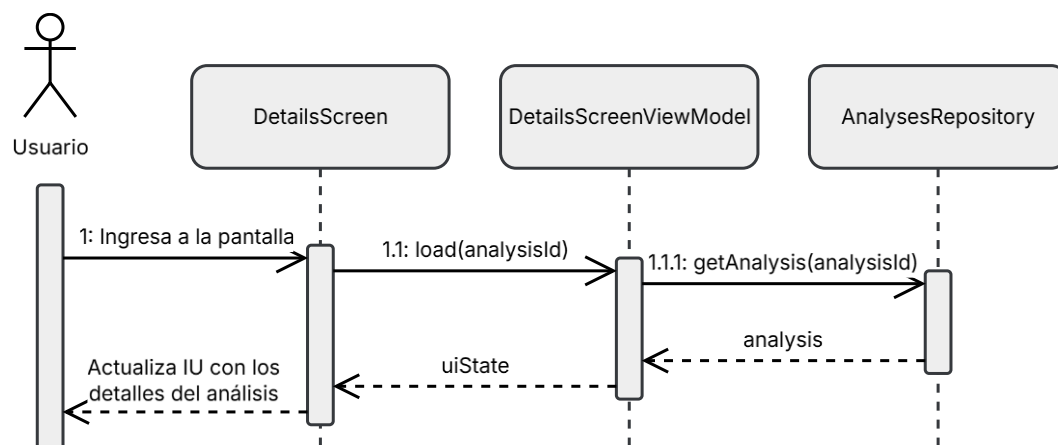 Usuario
DetailsScreen
DetailsScreenViewModel
AnalysesRepository
1: Ingresa a la pantalla
1.1: load(analysisId)
1.1.1: getAnalysis(analysisId)
analysis
uiState
Actualiza IU con los
detalles del análisis